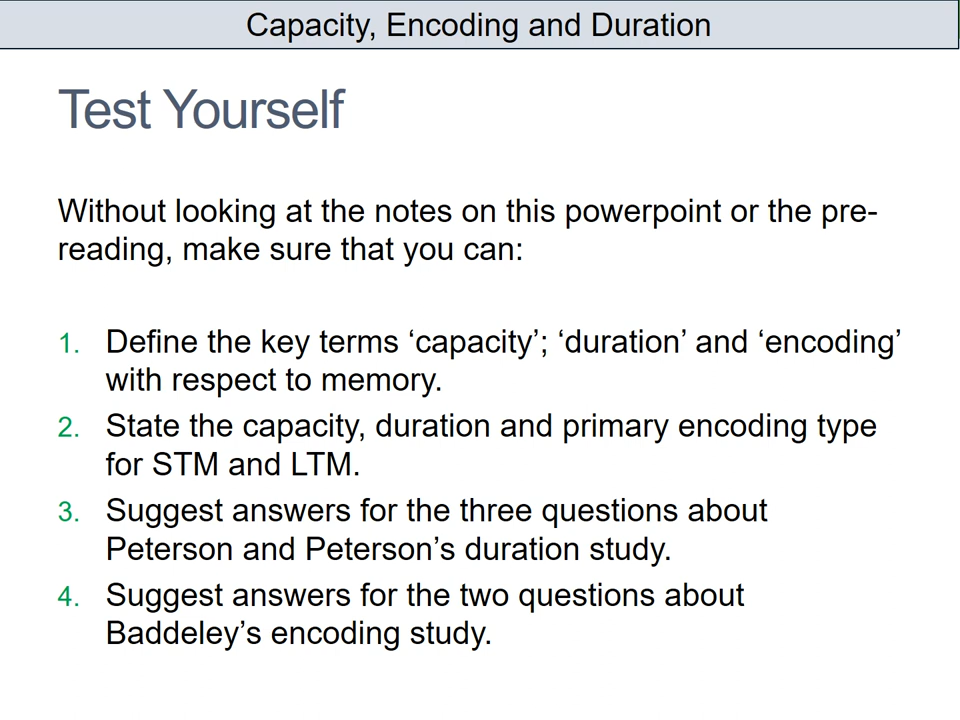 Capacity, Encoding and Duration
Test Yourself
Without looking at the notes on this powerpoint or the pre-
reading, make sure that you can:
1. Define the key terms ‘capacity’; ‘duration’ and ‘encoding’
with respect to memory.
2. State the capacity, duration and primary encoding type
for STM and LTM.
3. Suggest answers for the three questions about
Peterson and Peterson’s duration study.
4. Suggest answers for the two questions about
Baddeley’s encoding study.